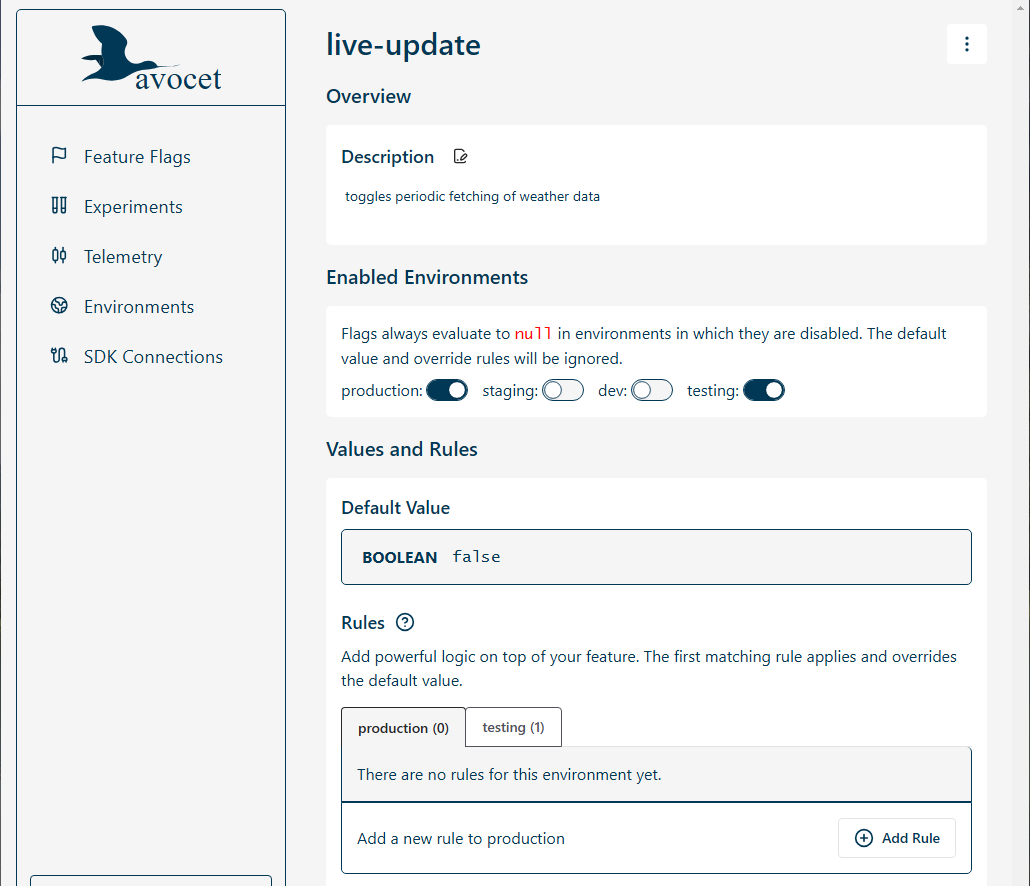 avocet
Feature Flags
Experiments
Telemetry
Environments
SDK Connections
live-update
Overview
Description
toggles periodic fetching of weather data
Enabled Environments
Flags always evaluate to null in environments in which they are disabled. The default
value and override rules will be ignored.
production: staging: dev: testing:
Values and Rules
Default Value
BOOLEAN false
Rules
Add powerful logic on top of your feature. The first matching rule applies and overrides
the default value.
production (0) testing (1)
There are no rules for this environment yet.
Add a new rule to production Add Rule